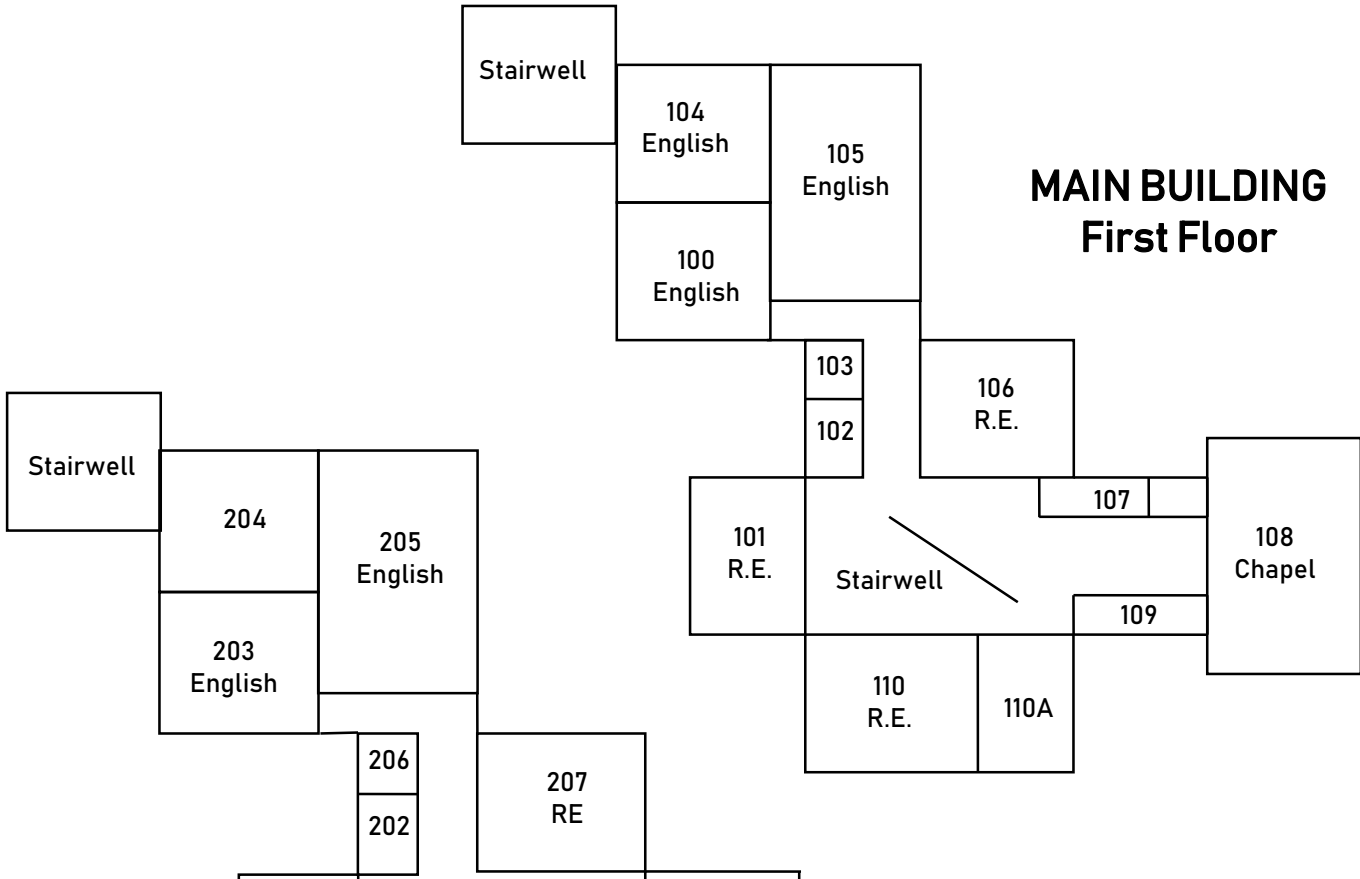 Stairwell
104
English
105
English
MAIN BUILDING
First Floor
100
English
103
102
106
R.E.
107
101
R.E.
Stairwell
108
Chapel
109
110
R.E.
110A
Stairwell
204
205
English
203
English
206
202
207
RE